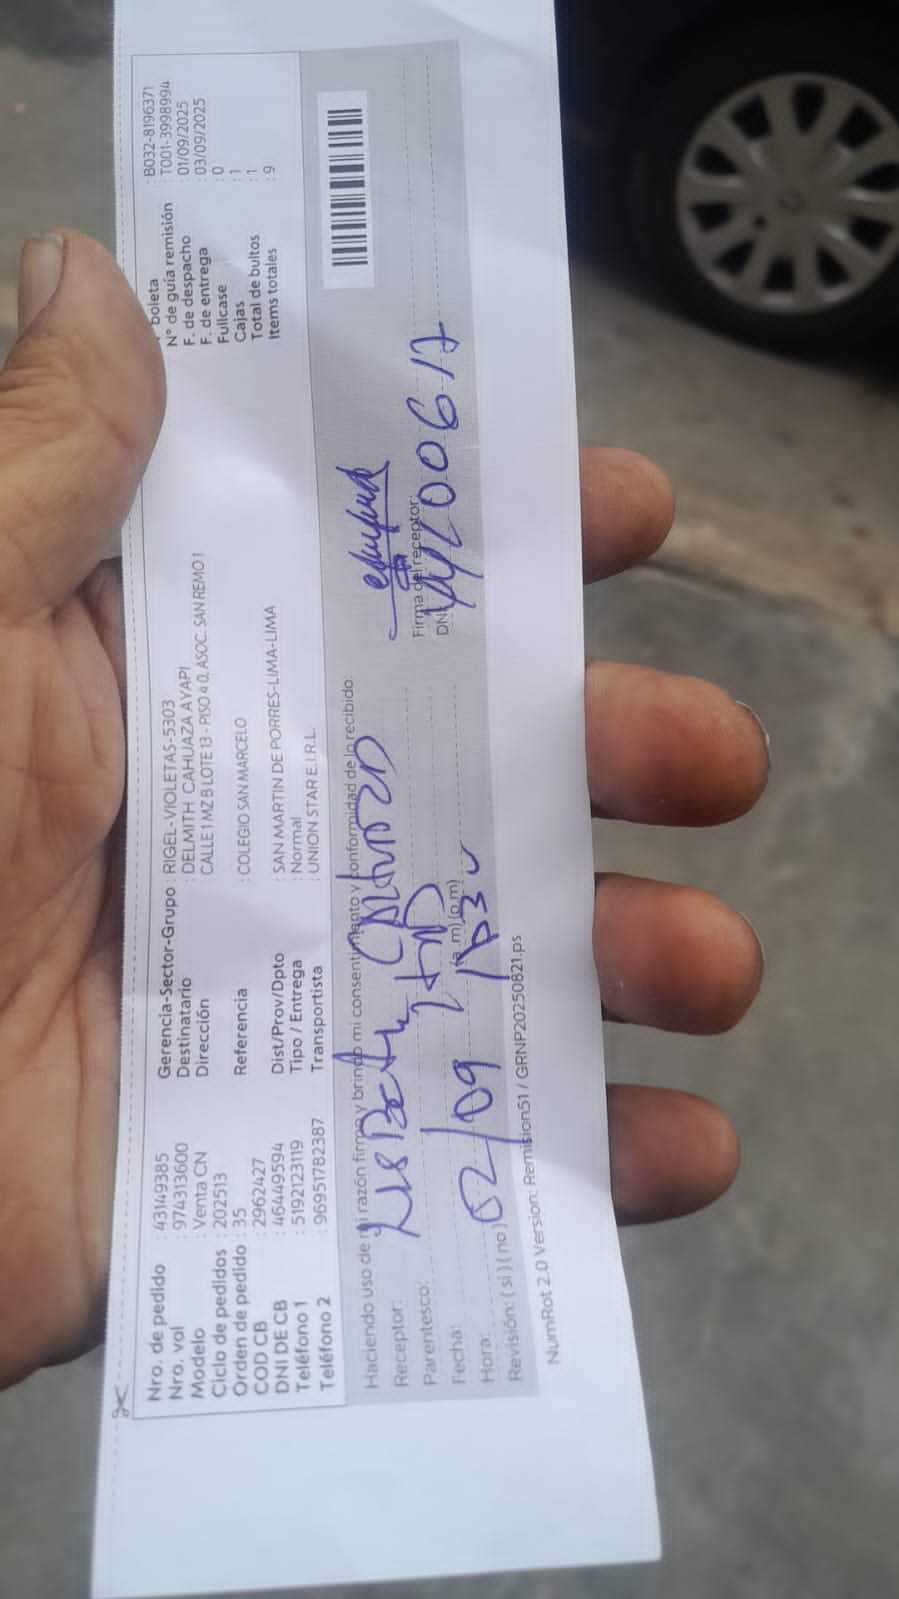 Nro. de pedido : 43149385
Nro. vol : 974313600
Modelo : Venta CN
Ciclo de pedidos : 202513
Orden de pedido : 35
COD CB : 2962427
DNI DE CB : 46449594
Teléfono 1 : 5192123119
Teléfono 2 : 96951782387
Gerencia-Sector-Grupo : RIGEL-VIOLETAS-5303
Destinatario : DELMITH CAHUAZA AYAPI
Dirección : CALLE 1 MZ B LOTE 13 - PISO 4 0, ASOC. SAN REMO 1
Referencia : COLEGIO SAN MARCELO
Dist/Prov/Dpto : SAN MARTIN DE PORRES-LIMA-LIMA
Tipo / Entrega : Normal
Transportista : UNION STAR E.I.R.L.
boleta : B032-8196371
N° de guía remisión : T001-3998994
F. de despacho : 01/09/2025
F. de entrega : 03/09/2025
Fullcase : 0
Cajas : 1
Total de bultos : 1
Items totales : 9
Haciendo uso de mi razón firmo y brindo mi consentimiento y conformidad de lo recibido.
Receptor:
Parentesco:
Fecha: 02/09
Hora: (a.m) (p.m)
Revisión: ( si ) ( no )
Firma del receptor:
DNI
NumRot 2.0 Version: Remision51 / GRNP20250821.ps